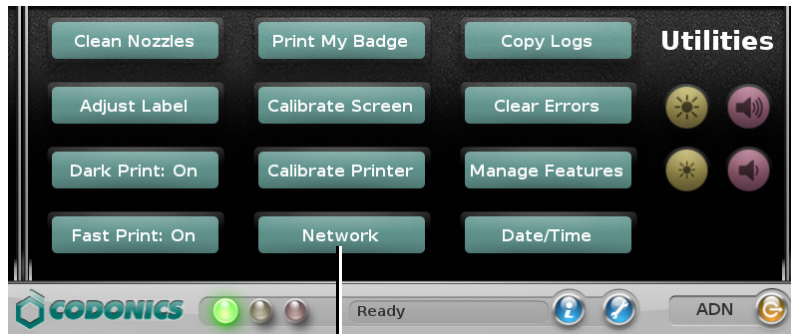 Clean Nozzles Print My Badge Copy Logs Utilities
Adjust Label Calibrate Screen Clear Errors
Dark Print: On Calibrate Printer Manage Features
Fast Print: On Network Date/Time
CODONICS Ready ADN